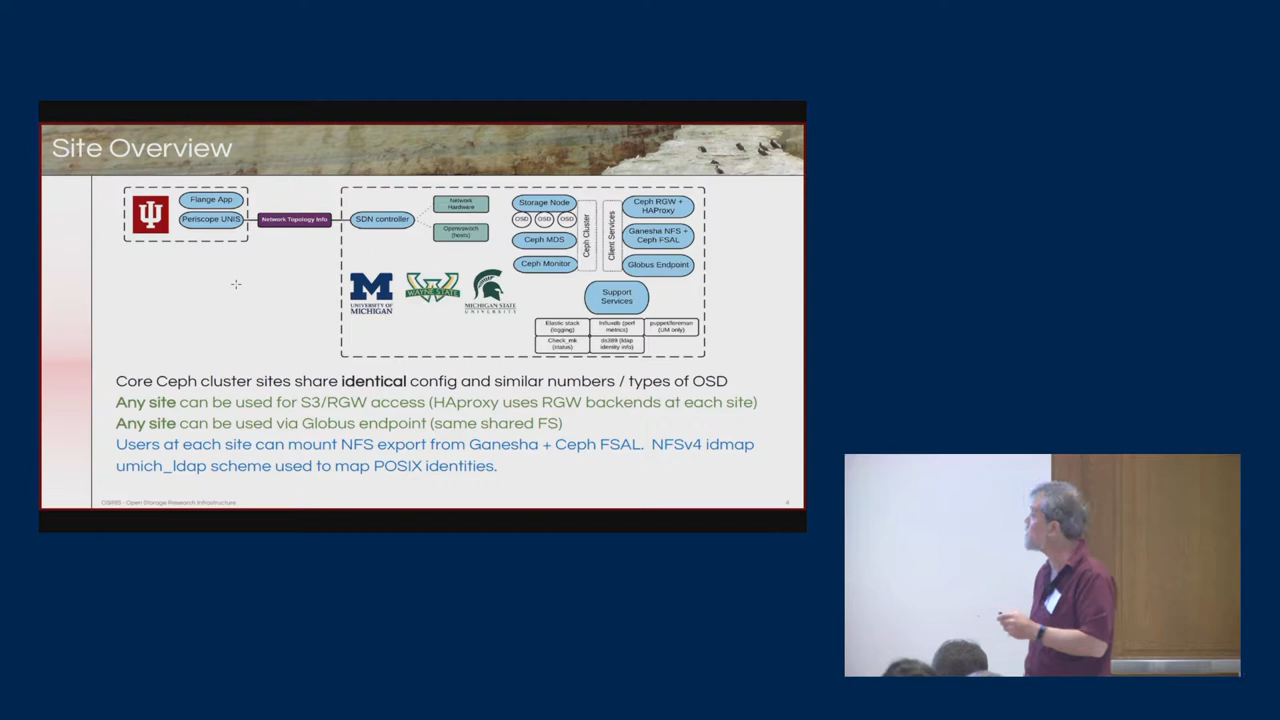 Site Overview
Flange App
Periscope UNIS
Network Topology Info
SDN controller
Network
Hardware
Openvswitch
(hosts)
Storage Node
OSD OSD OSD
Ceph MDS
Ceph Monitor
Ceph Cluster
Client Services
Ceph RGW +
HAProxy
Ganesha NFS +
Ceph FSAL
Globus Endpoint
Support
Services
M
UNIVERSITY OF
MICHIGAN
WAYNE STATE
MICHIGAN STATE
UNIVERSITY
Elastic stack
(logging)
Influxdb (perf
metrics)
puppet/foreman
(UM only)
Check_mk
(status)
ds389 (ldap
identity info)
Core Ceph cluster sites share identical config and similar numbers / types of OSD
Any site can be used for S3/RGW access (HAproxy uses RGW backends at each site)
Any site can be used via Globus endpoint (same shared FS)
Users at each site can mount NFS export from Ganesha + Ceph FSAL. NFSv4 idmap
umich_ldap scheme used to map POSIX identities.
OSiRIS - Open Storage Research Infrastructure
4